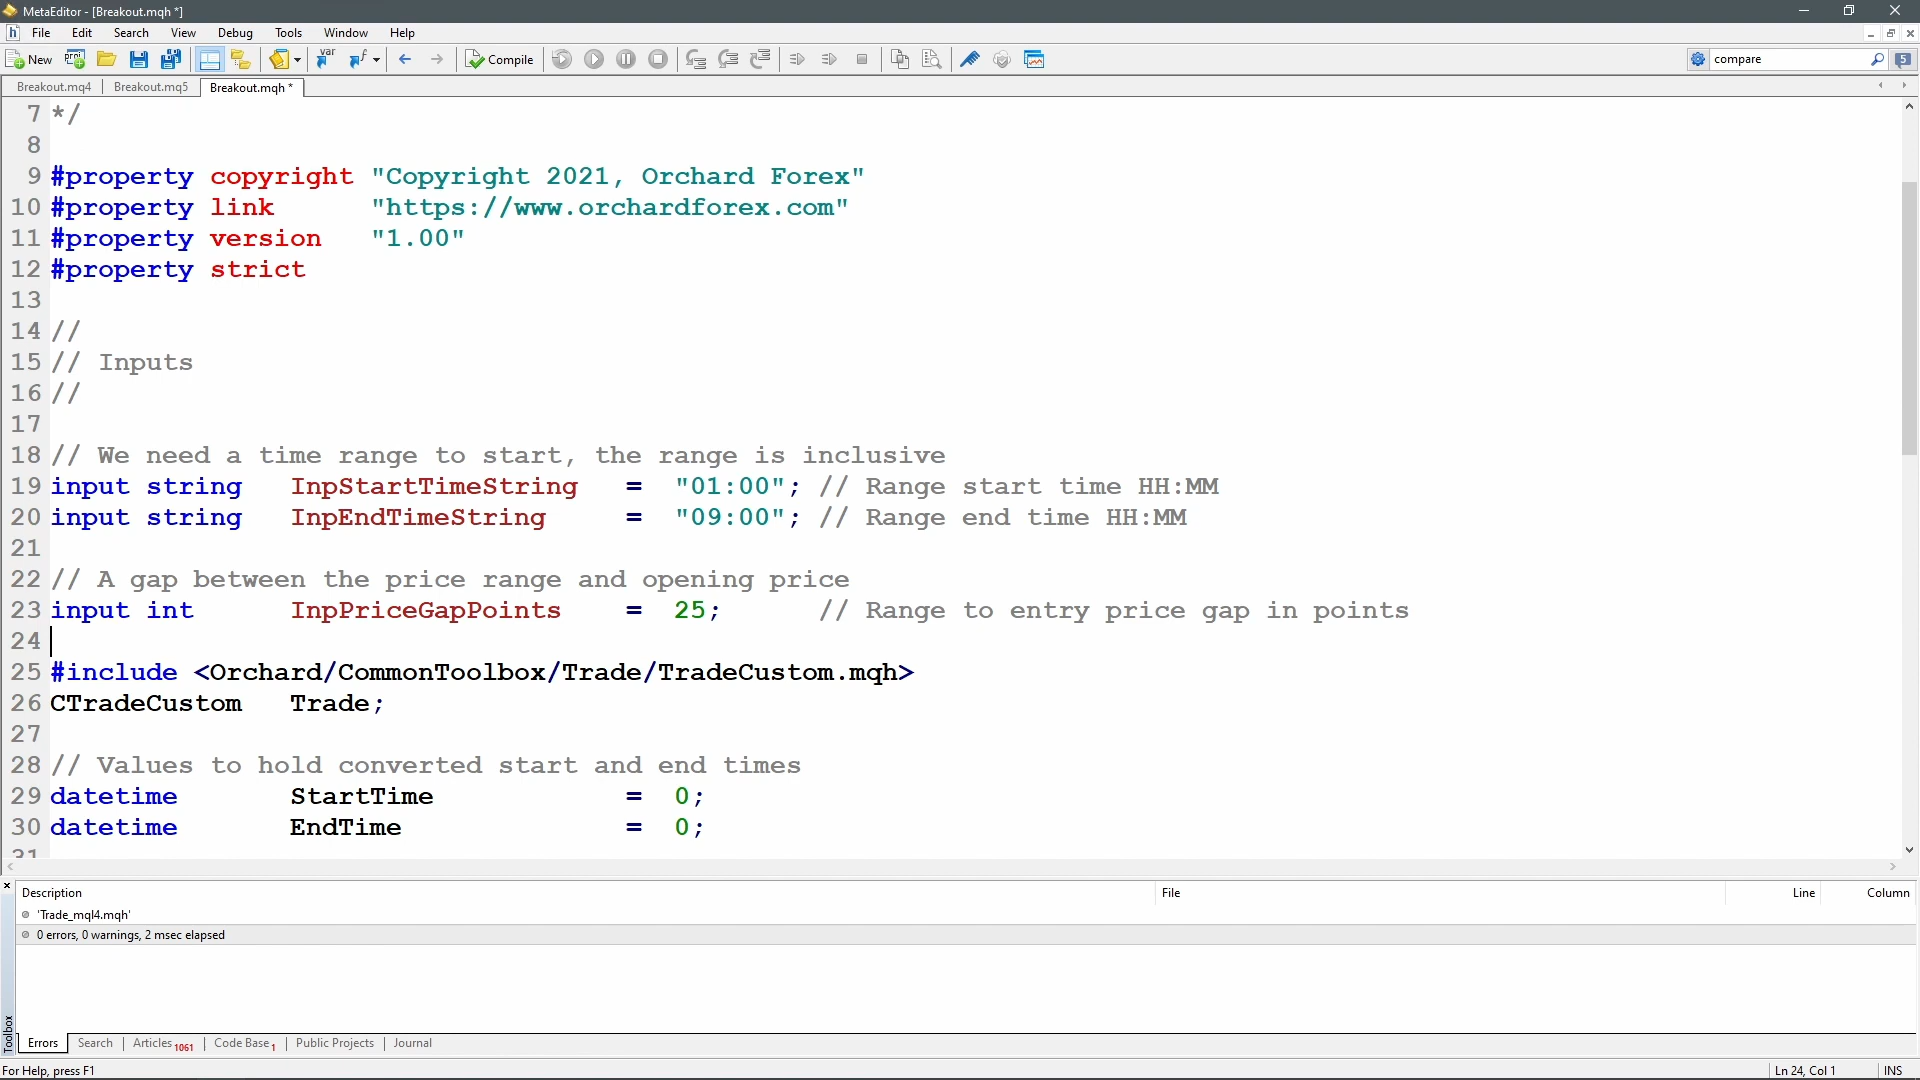 MetaEditor - [Breakout.mqh *]
File Edit Search View Debug Tools Window Help
New proj var f Compile compare 5
Breakout.mq4 Breakout.mq5 Breakout.mqh *
7 */
8
9 #property copyright "Copyright 2021, Orchard Forex"
10 #property link "https://www.orchardforex.com"
11 #property version "1.00"
12 #property strict
13
14 //
15 // Inputs
16 //
17
18 // We need a time range to start, the range is inclusive
19 input string InpStartTimeString = "01:00"; // Range start time HH:MM
20 input string InpEndTimeString = "09:00"; // Range end time HH:MM
21
22 // A gap between the price range and opening price
23 input int InpPriceGapPoints = 25; // Range to entry price gap in points
24
25 #include <Orchard/CommonToolbox/Trade/TradeCustom.mqh>
26 CTradeCustom Trade;
27
28 // Values to hold converted start and end times
29 datetime StartTime = 0;
30 datetime EndTime = 0;
31
Description File Line Column
'Trade_mql4.mqh'
0 errors, 0 warnings, 2 msec elapsed
Toolbox
Errors Search Articles 1061 Code Base 1 Public Projects Journal
For Help, press F1 Ln 24, Col 1 INS